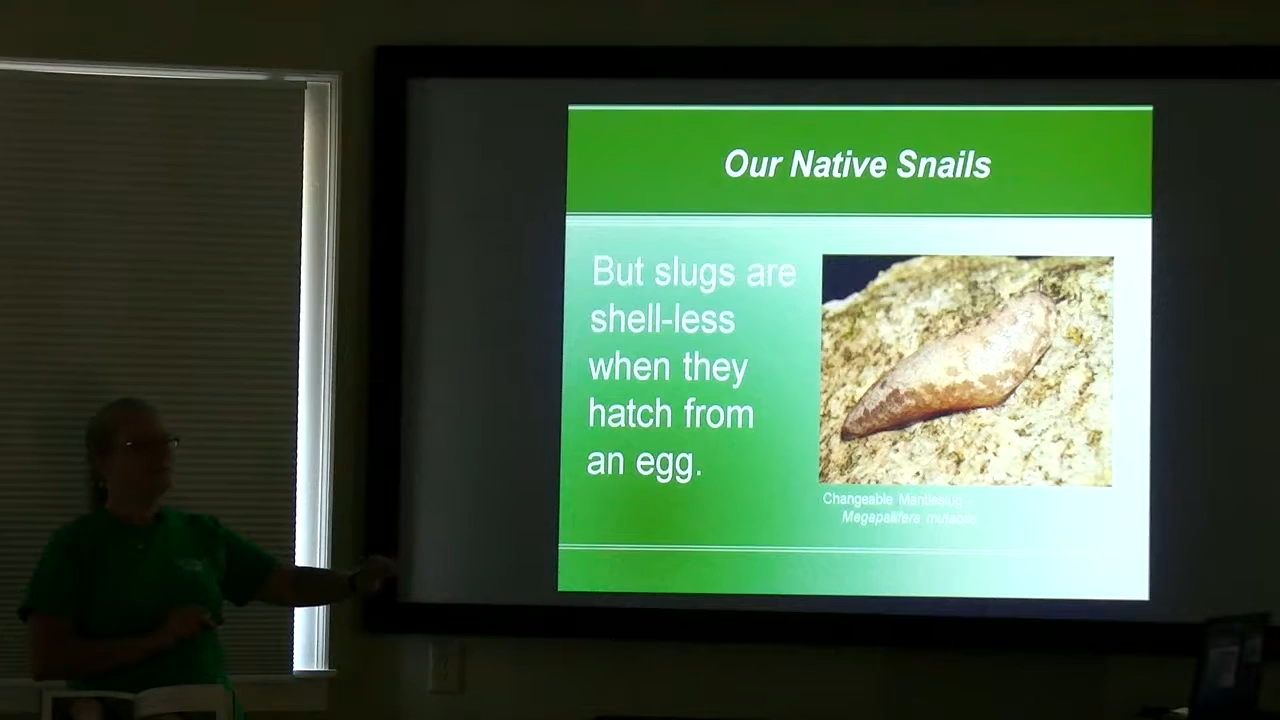 Our Native Snails
But slugs are
shell-less
when they
hatch from
an egg.
Changeable Mantleslug
Megapallifera mutabilis